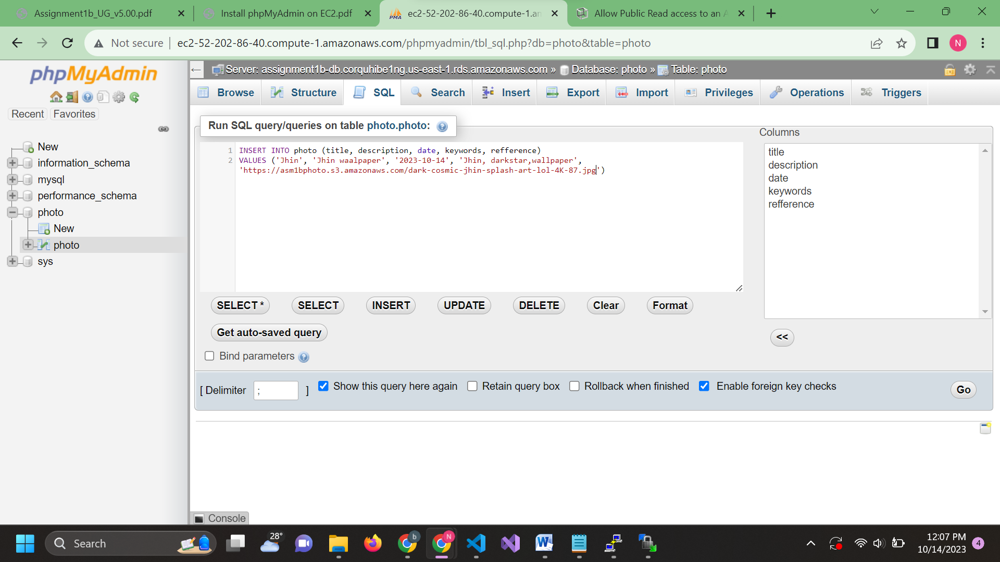 Assignment1b_UG_v5.00.pdf
Install phpMyAdmin on EC2.pdf
PMA
ec2-52-202-86-40.compute-1.an
Allow Public Read access to an A
Not secure
ec2-52-202-86-40.compute-1.amazonaws.com/phpmyadmin/tbl_sql.php?db=photo&table=photo
N
phpMyAdmin
Recent
Favorites
New
information_schema
mysql
performance_schema
photo
New
photo
sys
Server: assignment1b-db.corquhibe1ng.us-east-1.rds.amazonaws.com » Database: photo » Table: photo
Browse
Structure
SQL
Search
Insert
Export
Import
Privileges
Operations
Triggers
Run SQL query/queries on table photo.photo:
1 INSERT INTO photo (title, description, date, keywords, refference)
2 VALUES ('Jhin', 'Jhin waalpaper', '2023-10-14', 'Jhin, darkstar,wallpaper',
'https://asm1bphoto.s3.amazonaws.com/dark-cosmic-jhin-splash-art-lol-4K-87.jpg')
Columns
title
description
date
keywords
refference
<<
SELECT *
SELECT
INSERT
UPDATE
DELETE
Clear
Format
Get auto-saved query
Bind parameters
[ Delimiter ; ]
Show this query here again
Retain query box
Rollback when finished
Enable foreign key checks
Go
Console
Search
28°
b
N
12:07 PM
10/14/2023
4